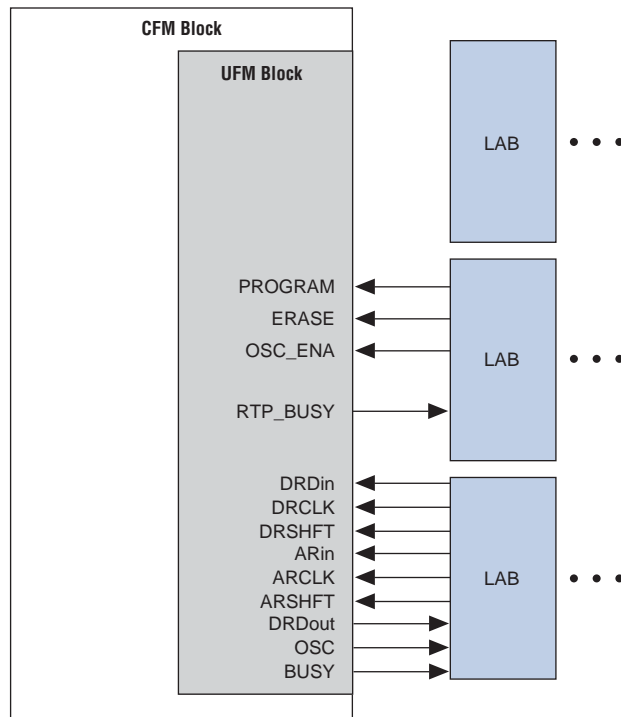 CFM Block
UFM Block
LAB
PROGRAM
ERASE
OSC_ENA
LAB
RTP_BUSY
DRDin
DRCLK
DRSHFT
ARin
ARCLK
LAB
ARSHFT
DRDout
OSC
BUSY